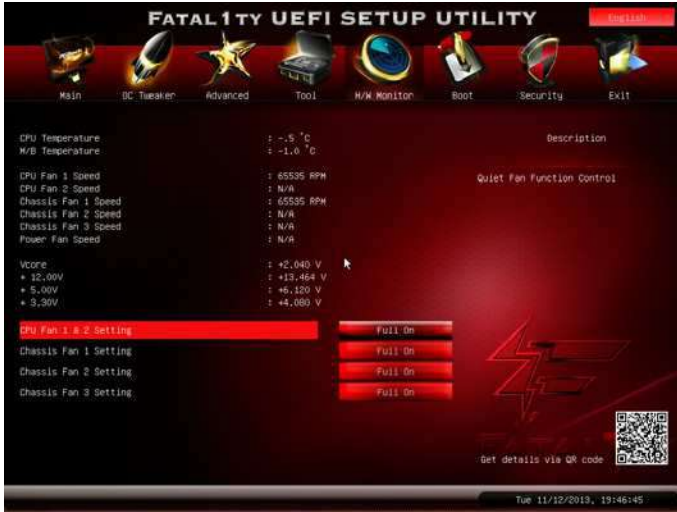 FATAL1TY UEFI SETUP UTILITY
English
Main OC Tweaker Advanced Tool H/W Monitor Boot Security Exit
CPU Temperature : -.5 °C
M/B Temperature : -1.0 °C
Description
CPU Fan 1 Speed : 65535 RPM
Quiet Fan Function Control
CPU Fan 2 Speed : N/A
Chassis Fan 1 Speed : 65535 RPM
Chassis Fan 2 Speed : N/A
Chassis Fan 3 Speed : N/A
Power Fan Speed : N/A
Vcore : +2.040 V
+ 12.00V : +13.464 V
+ 5.00V : +6.120 V
+ 3.30V : +4.080 V
CPU Fan 1 & 2 Setting Full On
Chassis Fan 1 Setting Full On
Chassis Fan 2 Setting Full On
Chassis Fan 3 Setting Full On
Get details via QR code
Tue 11/12/2013, 19:46:45